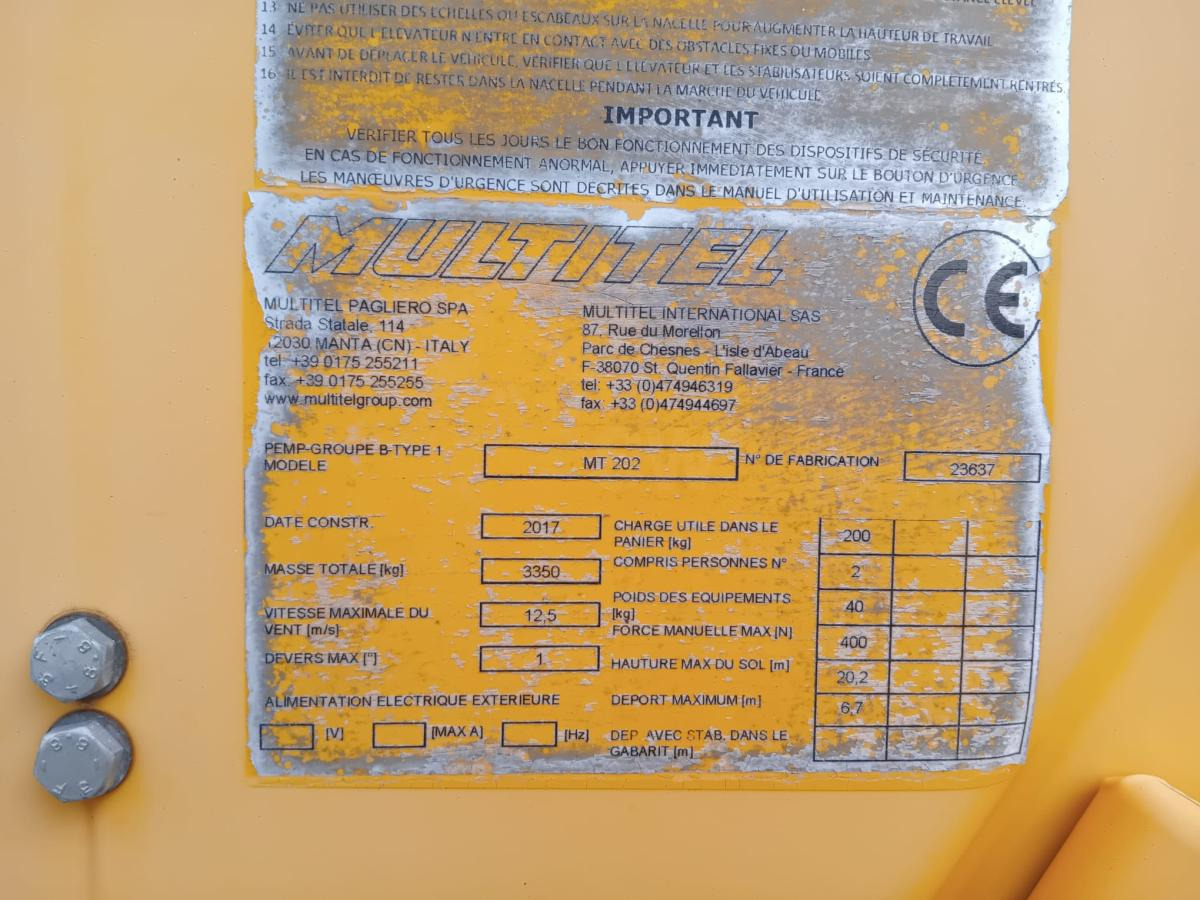 13 NE PAS UTILISER DES ECHELLES OU ESCABEAUX SUR LA NACELLE POUR AUGMENTER LA HAUTEUR DE TRAVAIL
14 EVITER QUE L'ELEVATEUR N'ENTRE EN CONTACT AVEC DES OBSTACLES FIXES OU MOBILES
15 AVANT DE DEPLACER LE VEHICULE, VÉRIFIER QUE L'ELEVATEUR ET LES STABILISATEURS SOIENT COMPLETEMENT RENTRÉS
16 IL EST INTERDIT DE RESTER DANS LA NACELLE PENDANT LA MARCHE DU VEHICULE
IMPORTANT
VERIFIER TOUS LES JOURS LE BON FONCTIONNEMENT DES DISPOSITIFS DE SÉCURITE
EN CAS DE FONCTIONNEMENT ANORMAL, APPUYER IMMEDIATEMENT SUR LE BOUTON D'URGENCE
LES MANŒUVRES D'URGENCE SONT DECRITES DANS LE MANUEL D'UTILISATION ET MAINTENANCE.
MULTITEL
CE
MULTITEL PAGLIERO SPA
Strada Statale, 114
12030 MANTA (CN) - ITALY
tel: +39 0175 255211
fax: +39 0175 255255
www.multitelgroup.com
MULTITEL INTERNATIONAL SAS
87, Rue du Morellon
Parc de Chesnes - L'isle d'Abeau
F-38070 St. Quentin Fallavier - France
tel: +33 (0)474946319
fax: +33 (0)474944697
PEMP-GROUPE B-TYPE 1
MODELE
MT 202
N° DE FABRICATION
23637
DATE CONSTR.
2017
MASSE TOTALE [kg]
3350
VITESSE MAXIMALE DU
VENT [m/s]
12,5
DEVERS MAX [°]
1
ALIMENTATION ELECTRIQUE EXTERIEURE
[V] [MAX A] [Hz]
CHARGE UTILE DANS LE
PANIER [kg]
200
COMPRIS PERSONNES N°
2
POIDS DES EQUIPEMENTS
[kg]
40
FORCE MANUELLE MAX [N]
400
HAUTURE MAX DU SOL [m]
20,2
DEPORT MAXIMUM [m]
6,7
DEP. AVEC STAB. DANS LE
GABARIT [m]
8.8
8.8